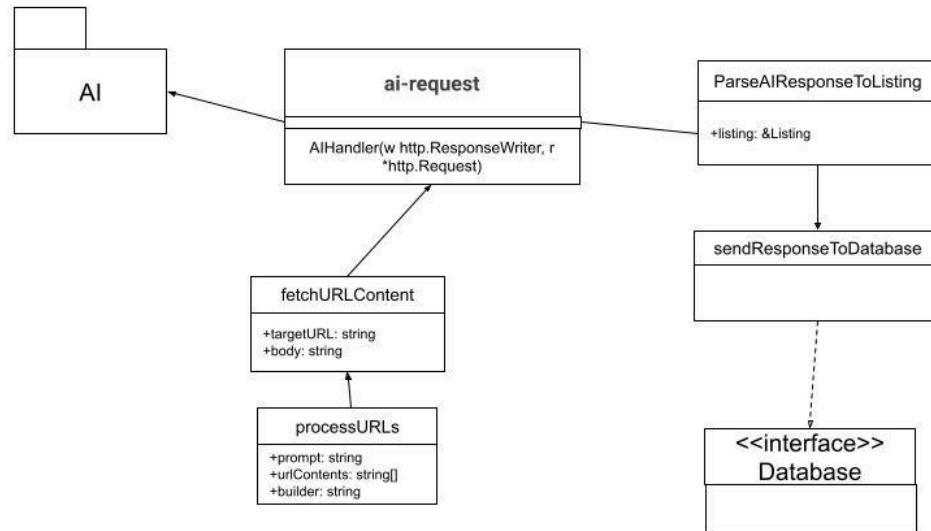 AI
ai-request
AIHandler(w http.ResponseWriter, r
*http.Request)
ParseAIResponseToListing
+listing: &Listing
sendResponseToDatabase
fetchURLContent
+targetURL: string
+body: string
processURLs
+prompt: string
+urlContents: string[]
+builder: string
<<interface>>
Database